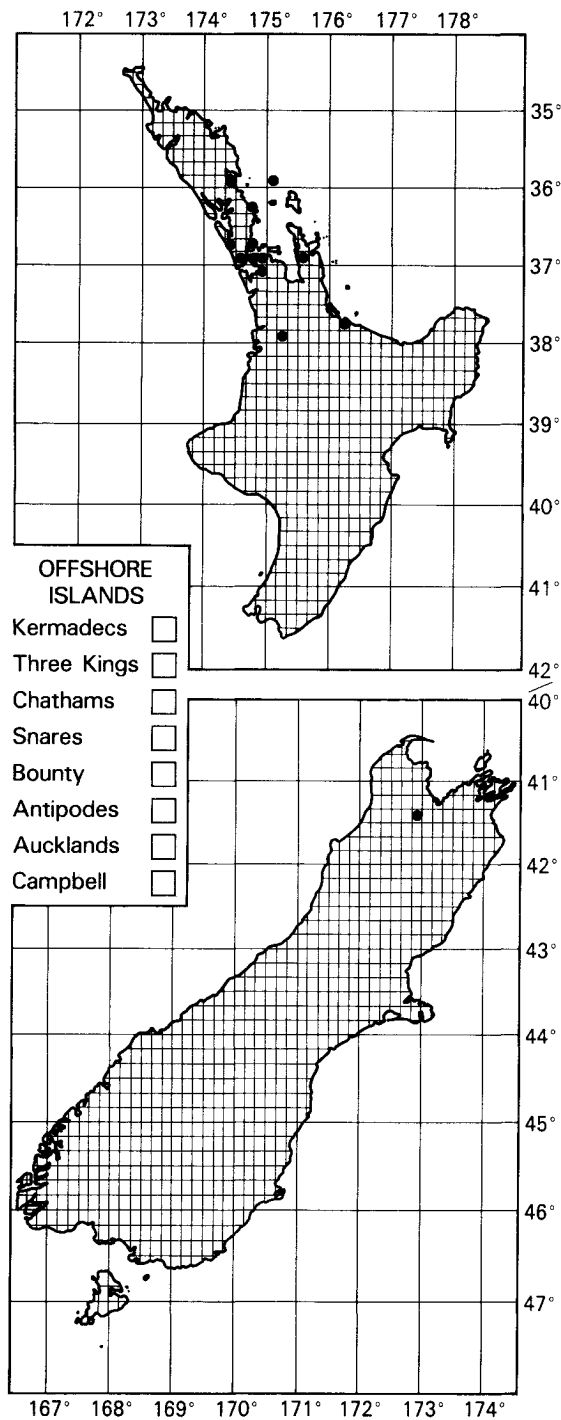 172° 173° 174° 175° 176° 177° 178°
35°
36°
37°
38°
39°
40°
41°
42°
OFFSHORE
ISLANDS
Kermadecs
Three Kings
Chathams
Snares
Bounty
Antipodes
Aucklands
Campbell
40°
41°
42°
43°
44°
45°
46°
47°
167° 168° 169° 170° 171° 172° 173° 174°